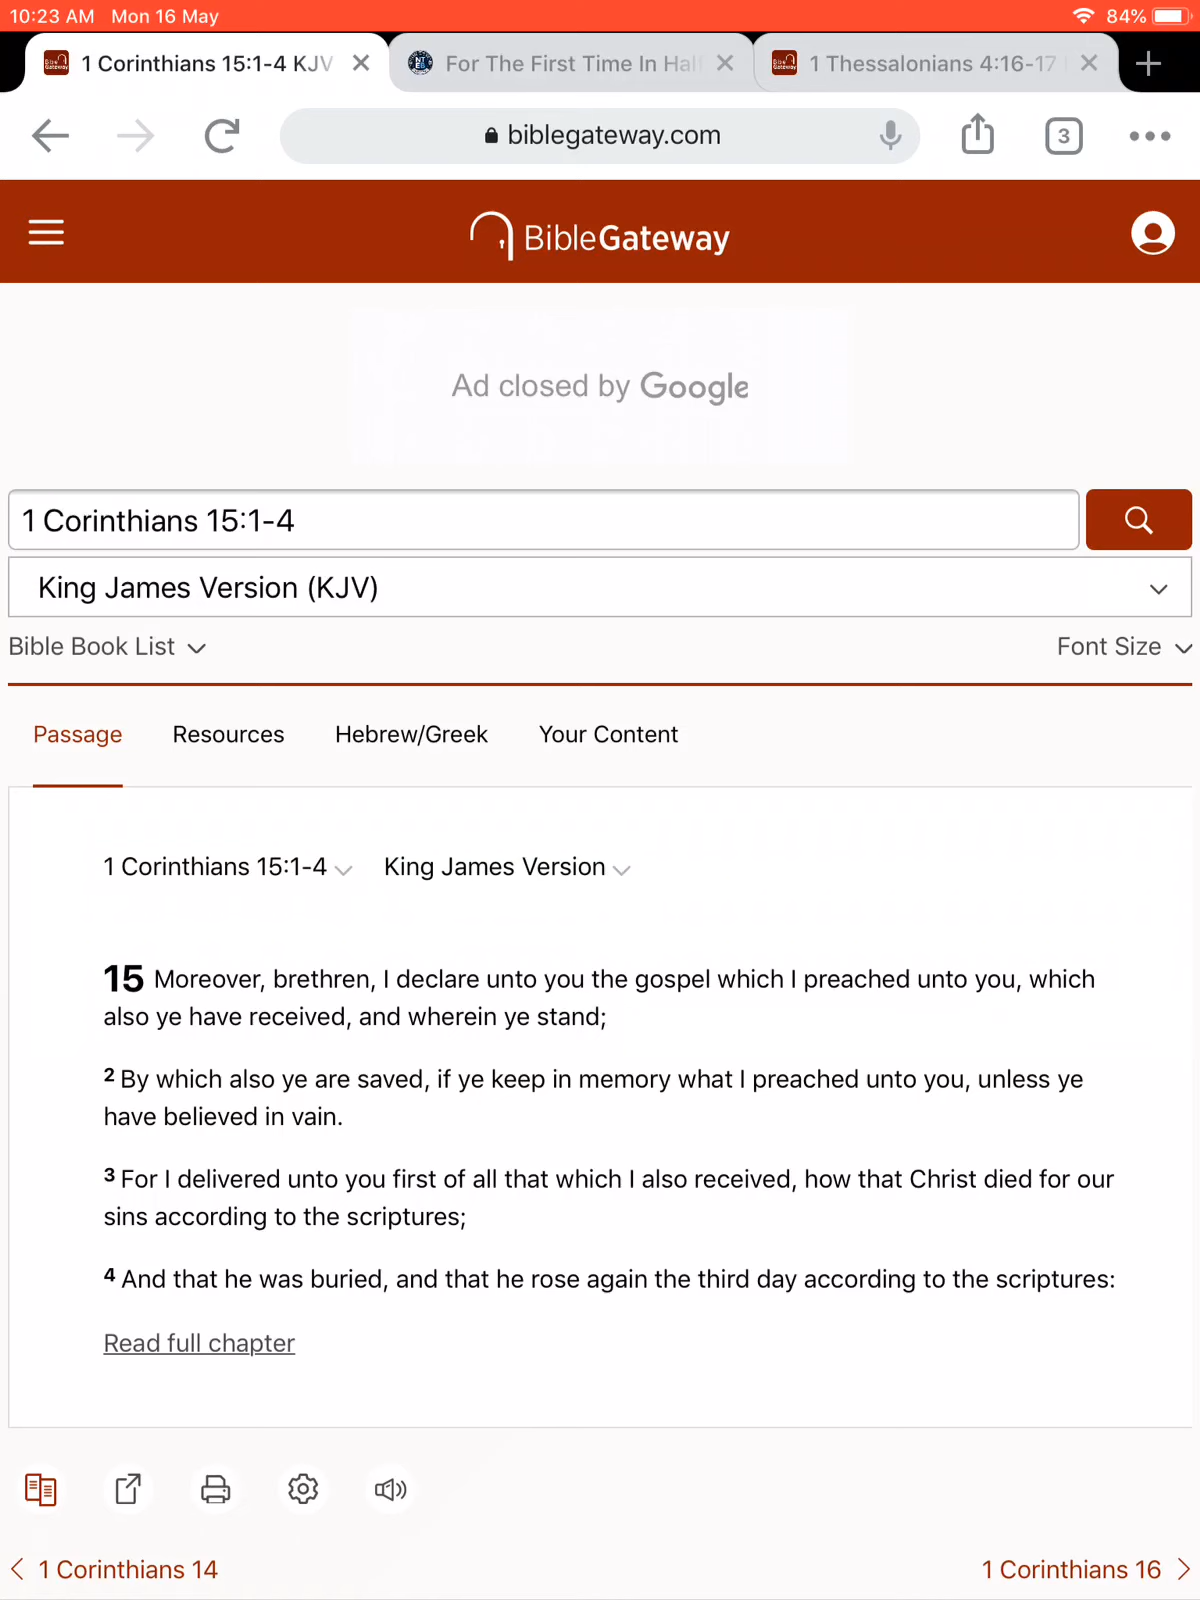 10:23 AM Mon 16 May 84%
1 Corinthians 15:1-4 KJV For The First Time In Hal 1 Thessalonians 4:16-17
biblegateway.com 3
BibleGateway
Ad closed by Google
1 Corinthians 15:1-4
King James Version (KJV)
Bible Book List Font Size
Passage Resources Hebrew/Greek Your Content
1 Corinthians 15:1-4 King James Version
15 Moreover, brethren, I declare unto you the gospel which I preached unto you, which
also ye have received, and wherein ye stand;
2 By which also ye are saved, if ye keep in memory what I preached unto you, unless ye
have believed in vain.
3 For I delivered unto you first of all that which I also received, how that Christ died for our
sins according to the scriptures;
4 And that he was buried, and that he rose again the third day according to the scriptures:
Read full chapter
1 Corinthians 14 1 Corinthians 16